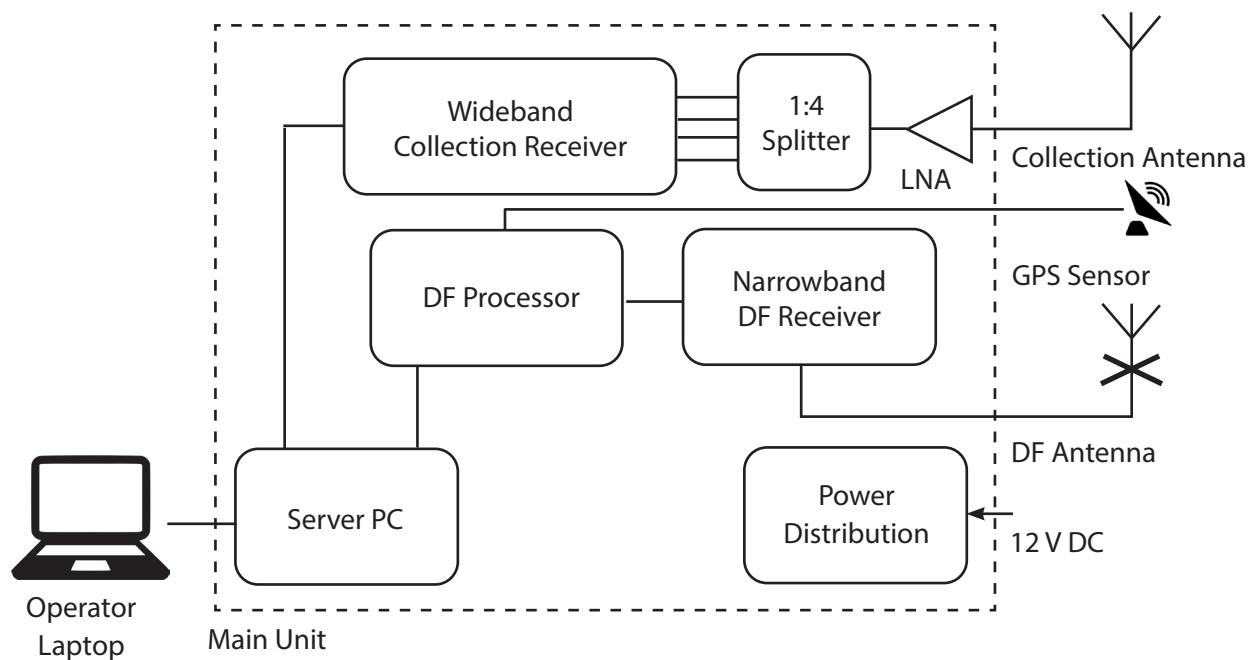 Wideband
Collection Receiver
1:4
Splitter
LNA
Collection Antenna
DF Processor
Narrowband
DF Receiver
GPS Sensor
DF Antenna
Server PC
Power
Distribution
12 V DC
Operator
Laptop
Main Unit